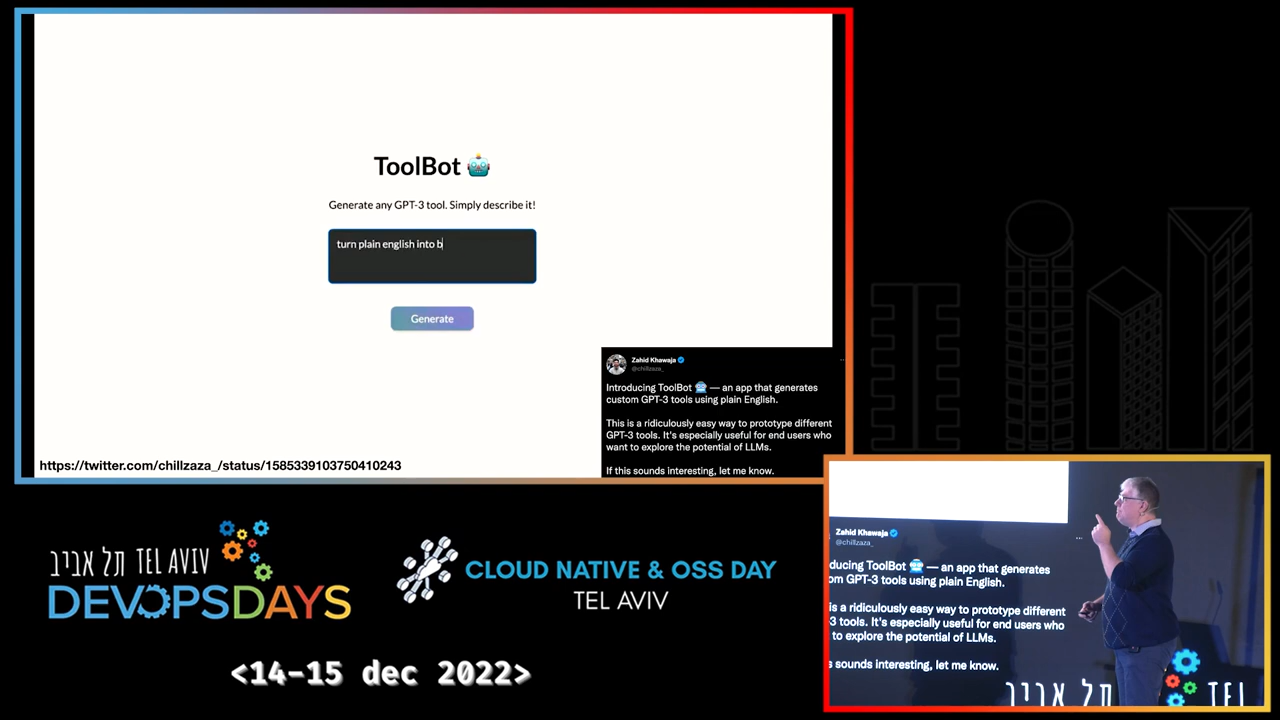 ToolBot 🤖
Generate any GPT-3 tool. Simply describe it!
turn plain english into b
Generate
Zahid Khawaja
@chillzaza_
Introducing ToolBot 🤖 — an app that generates
custom GPT-3 tools using plain English.
This is a ridiculously easy way to prototype different
GPT-3 tools. It's especially useful for end users who
want to explore the potential of LLMs.
If this sounds interesting, let me know.
https://twitter.com/chillzaza_/status/1585339103750410243
תל אביב TEL AVIV
DEVOPSDAYS
CLOUD NATIVE & OSS DAY
TEL AVIV
<14-15 dec 2022>
Zahid Khawaja
@chillzaza_
ducing ToolBot 🤖 — an app that generates
om GPT-3 tools using plain English.
is a ridiculously easy way to prototype different
3 tools. It's especially useful for end users who
to explore the potential of LLMs.
s sounds interesting, let me know.
תל אביב TEL